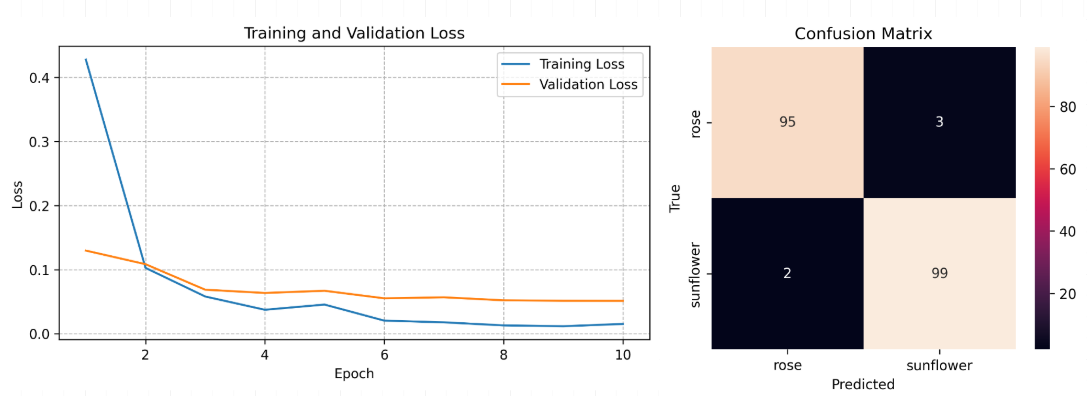 Training and Validation Loss
Training Loss
Validation Loss
0.4
0.3
0.2
0.1
0.0
Loss
2
4
6
8
10
Epoch
Confusion Matrix
rose
sunflower
True
95
3
2
99
rose
sunflower
Predicted
80
60
40
20